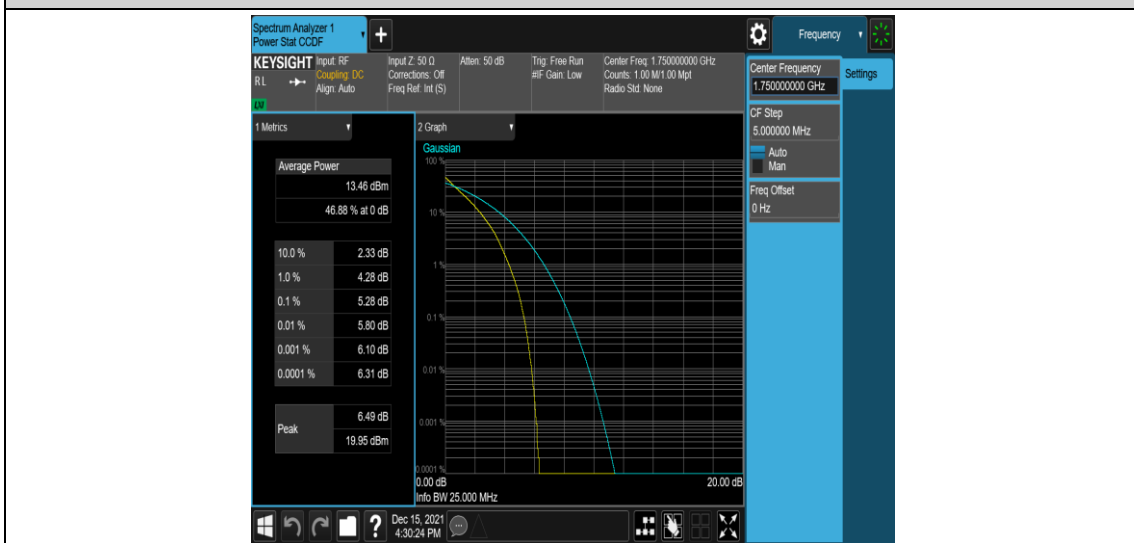 Spectrum Analyzer 1
Power Stat CCDF
+
Frequency
KEYSIGHT
RL
LXI
Input: RF
Coupling: DC
Align: Auto
Input Z: 50 Ω
Corrections: Off
Freq Ref: Int (S)
Atten: 50 dB
Trig: Free Run
#IF Gain: Low
Center Freq: 1.750000000 GHz
Counts: 1.00 M/1.00 Mpt
Radio Std: None
Center Frequency
1.750000000 GHz
Settings
CF Step
5.000000 MHz
Auto
Man
Freq Offset
0 Hz
1 Metrics
Average Power
13.46 dBm
46.88 % at 0 dB
10.0 % 2.33 dB
1.0 % 4.28 dB
0.1 % 5.28 dB
0.01 % 5.80 dB
0.001 % 6.10 dB
0.0001 % 6.31 dB
Peak
6.49 dB
19.95 dBm
2 Graph
Gaussian
100 %
10 %
1 %
0.1 %
0.01 %
0.001 %
0.0001 %
0.00 dB 20.00 dB
Info BW 25.000 MHz
?
Dec 15, 2021
4:30:24 PM